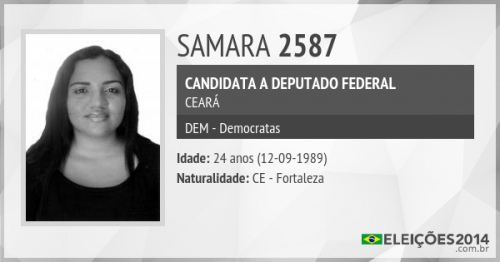 SAMARA 2587
CANDIDATA A DEPUTADO FEDERAL
CEARÁ
DEM - Democratas
Idade: 24 anos (12-09-1989)
Naturalidade: CE - Fortaleza
ELEIÇÕES2014
.com.br